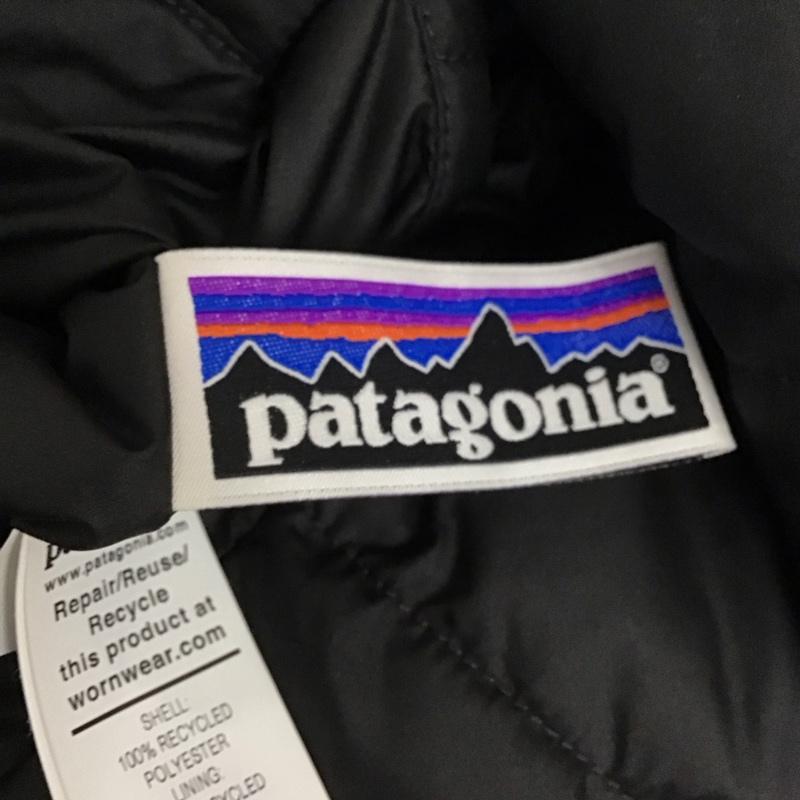 patagonia®
www.patagonia.com
Repair/Reuse/
Recycle
this product at
wornwear.com
SHELL:
100% RECYCLED
POLYESTER
LINING: